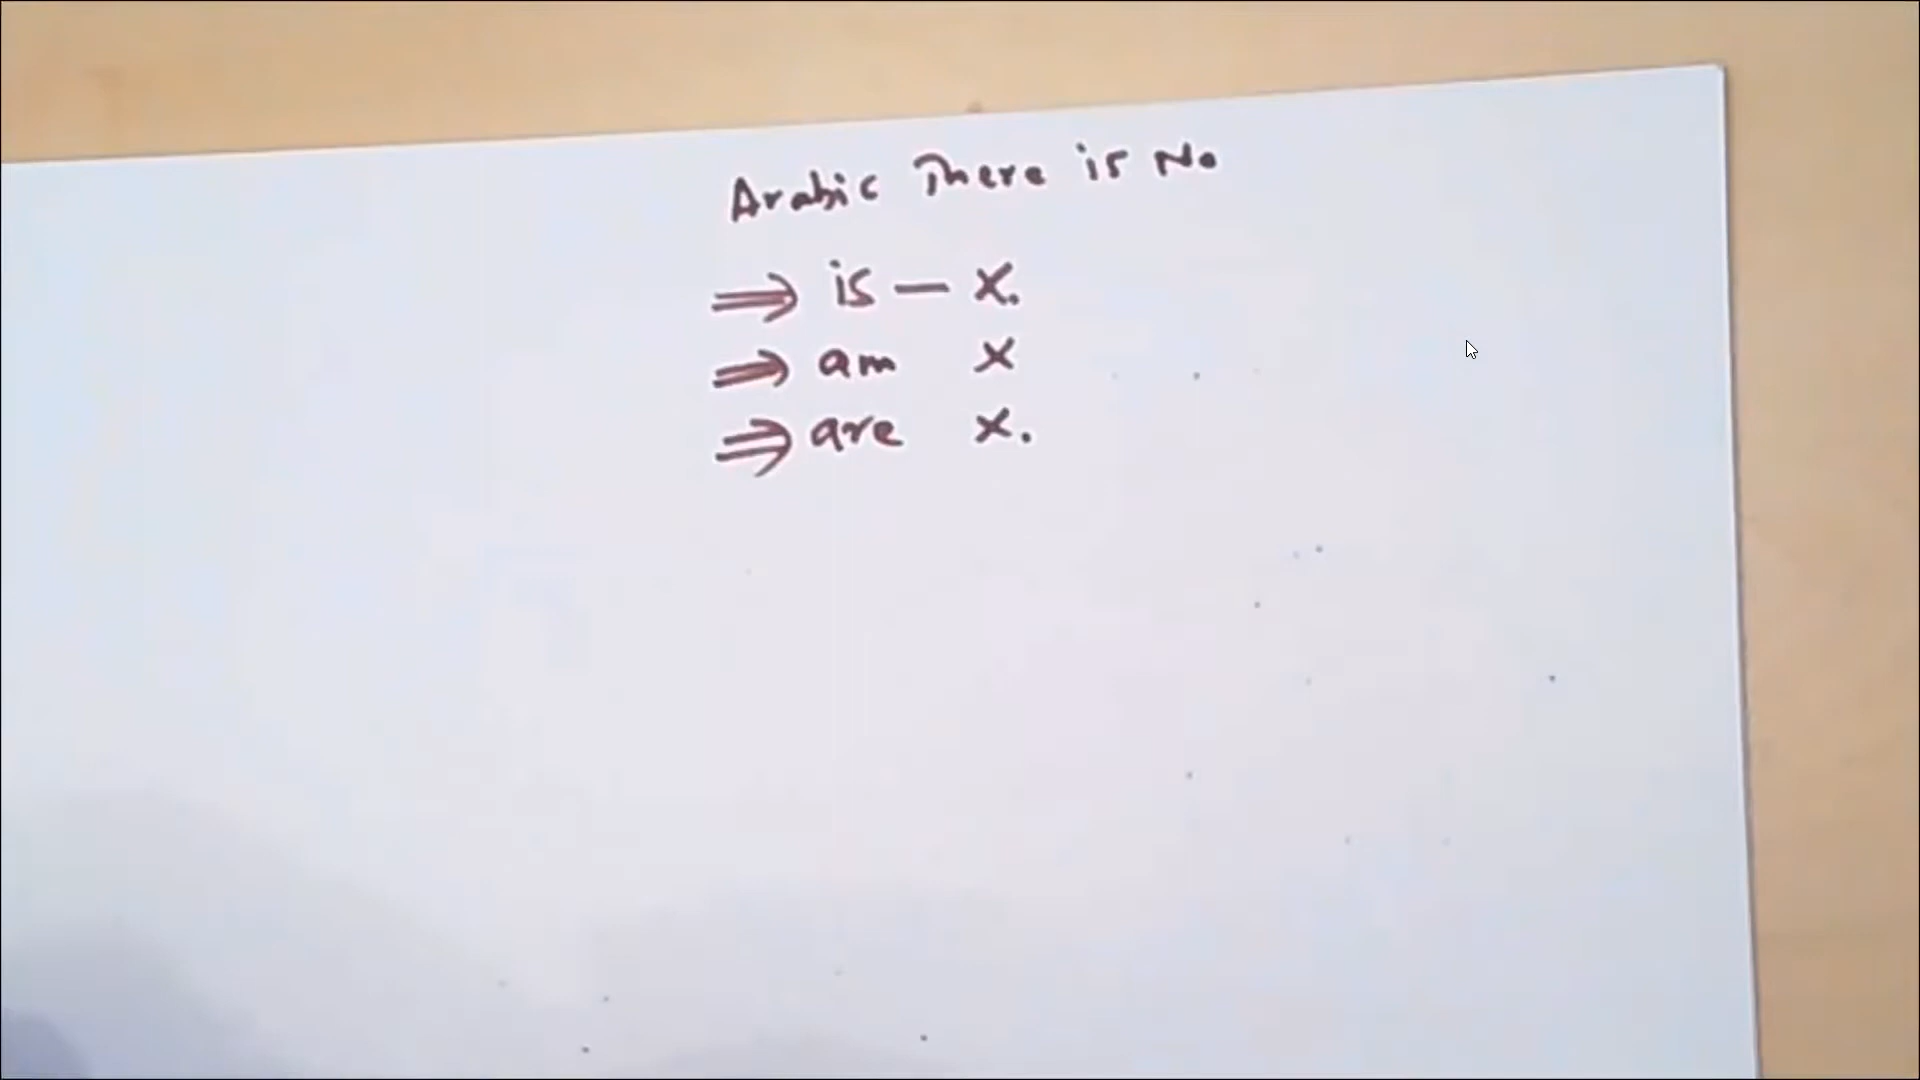 Arabic There is No
⇒ is — X.
⇒ am X
⇒ are X.